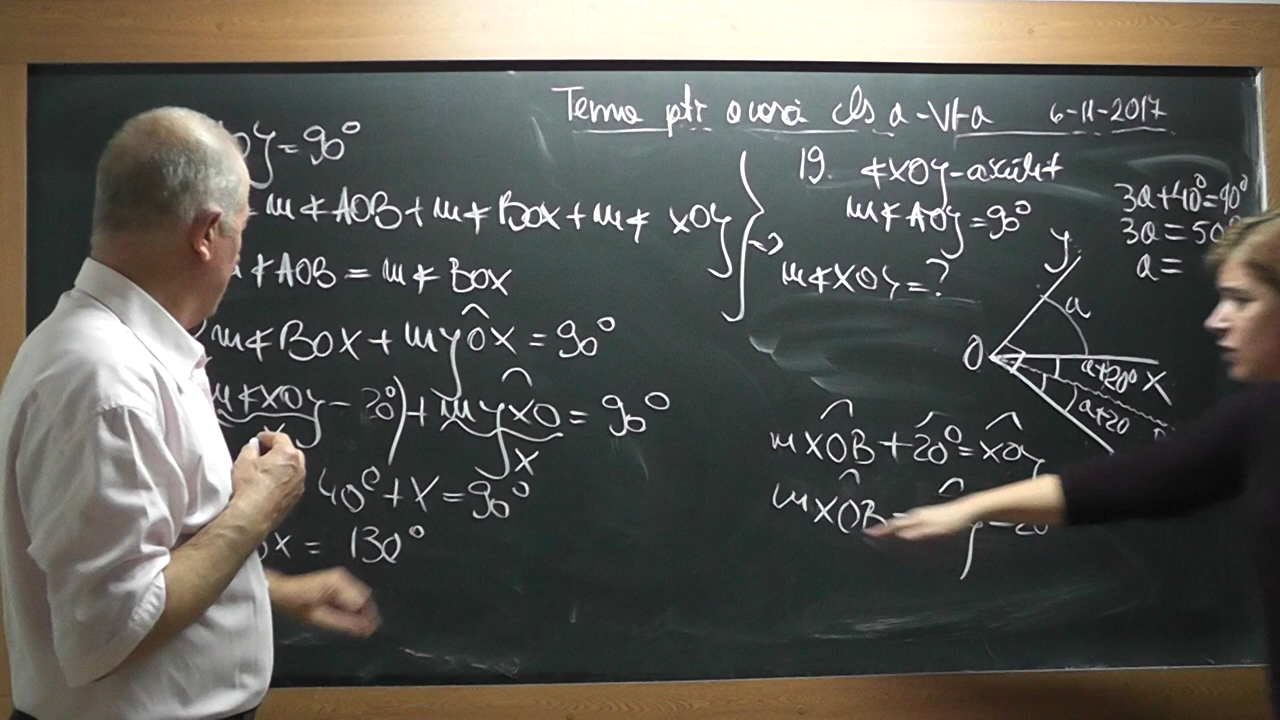 Tema ptr acasă cls a-VI-a 6-11-2017
y=90°
= m∢AOB+m∢BOX+m∢XOy
∢AOB = m∢BOX
m∢BOX+myÔX=90°
m∢XOy-20°)+myXO=90°
x
40°+X=90°
x= 130°
19. ∢XOy-ascuțit
m∢AOy=90°
m∢XOy=?
3a+40°=90°
3a=50
a=
y
a
O
a+20° X
a+20
mXÔB+20°=XOy
mXÔB